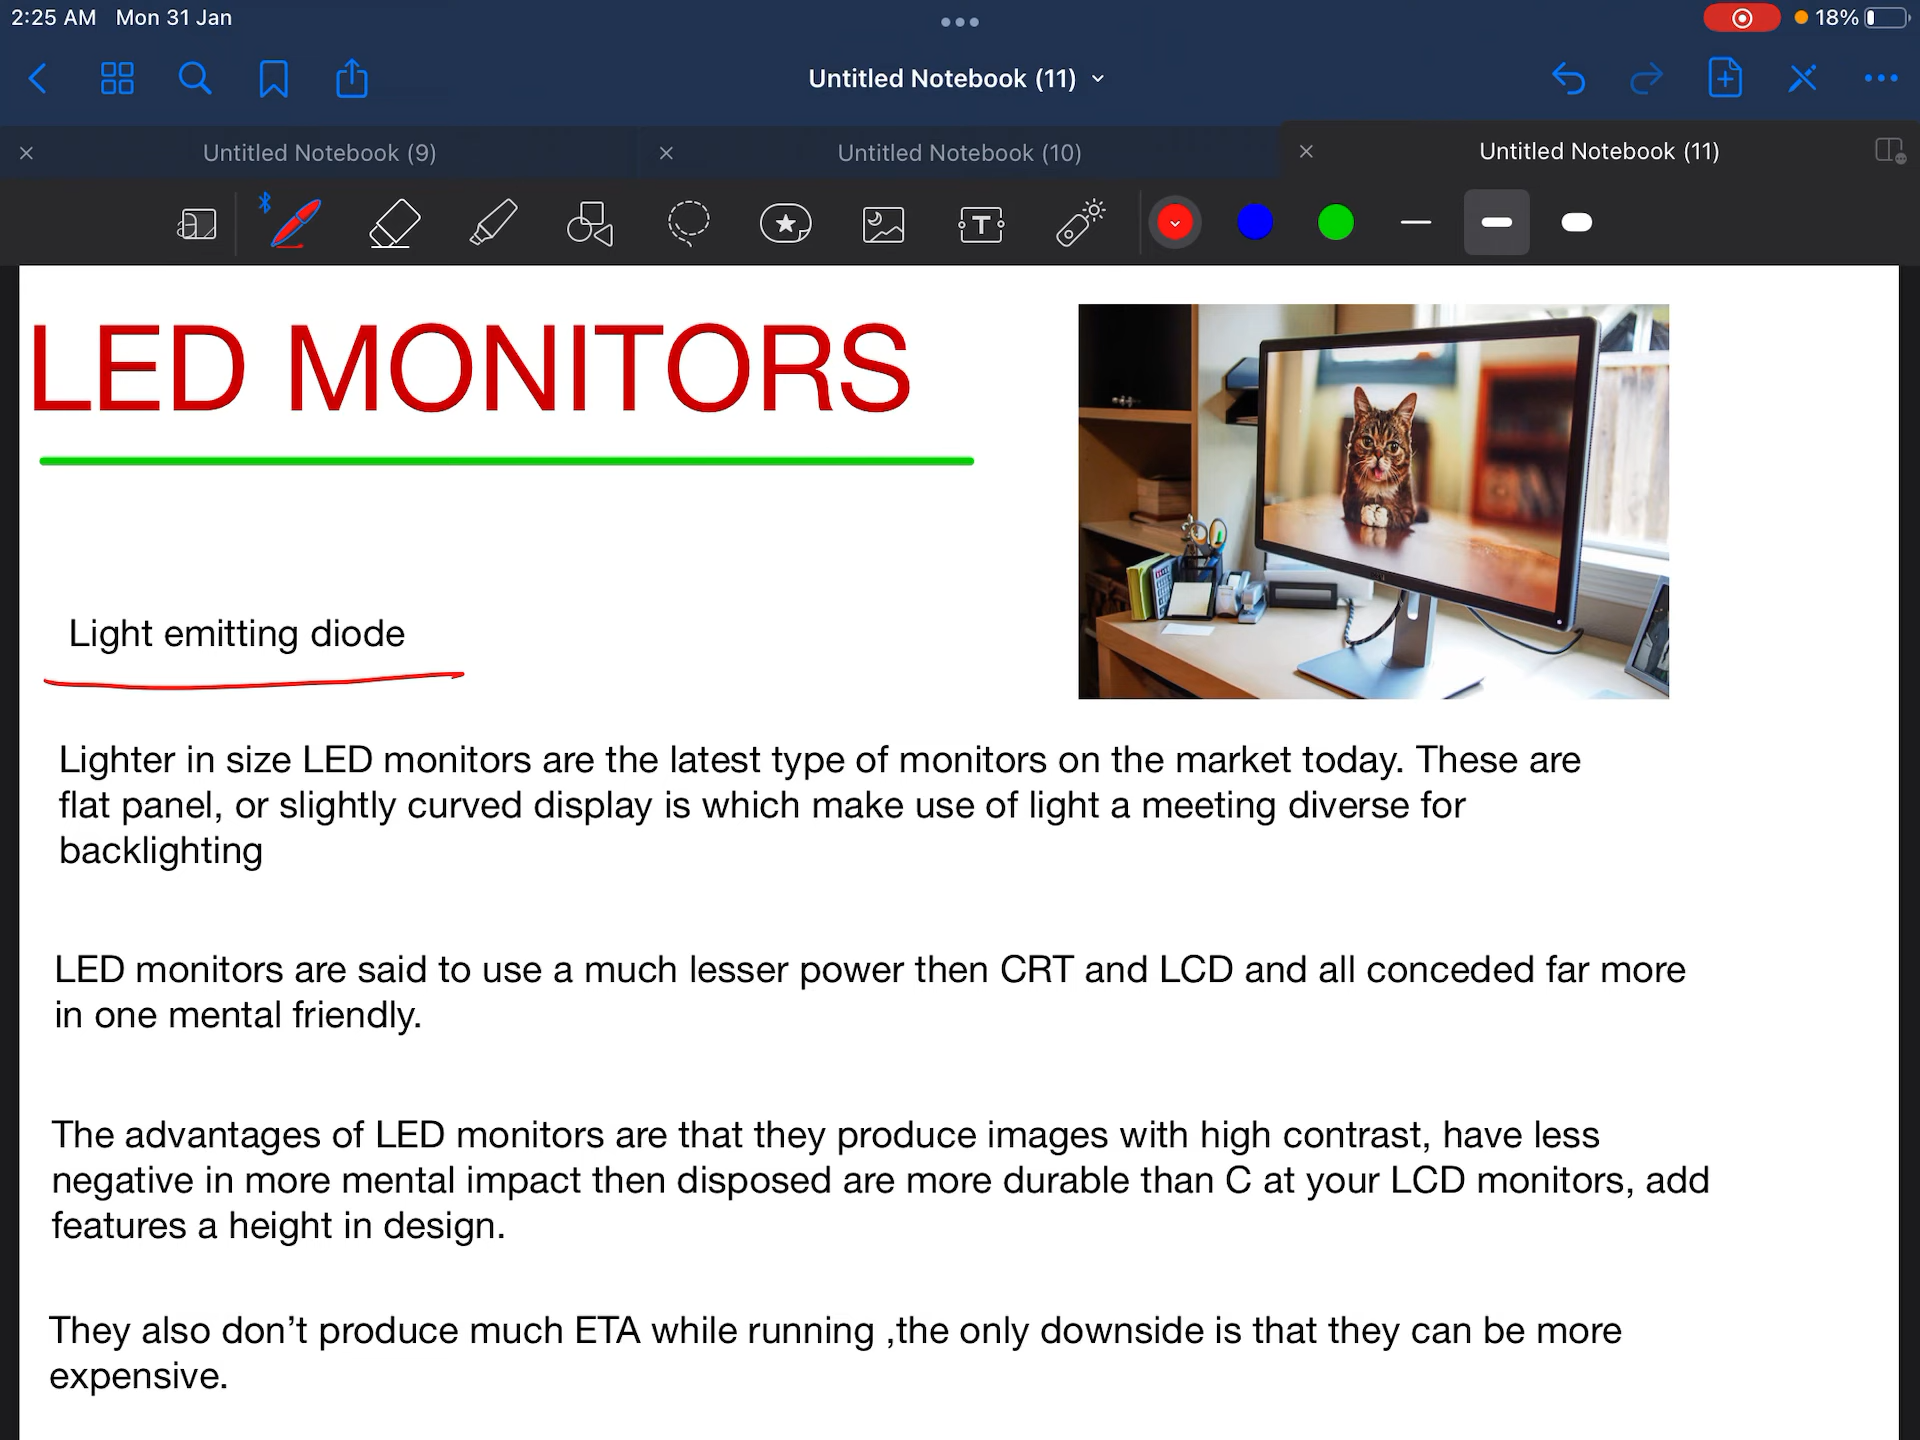 2:25 AM Mon 31 Jan
18%
Untitled Notebook (11)
Untitled Notebook (9)
Untitled Notebook (10)
Untitled Notebook (11)
LED MONITORS
Light emitting diode
Lighter in size LED monitors are the latest type of monitors on the market today. These are
flat panel, or slightly curved display is which make use of light a meeting diverse for
backlighting
LED monitors are said to use a much lesser power then CRT and LCD and all conceded far more
in one mental friendly.
The advantages of LED monitors are that they produce images with high contrast, have less
negative in more mental impact then disposed are more durable than C at your LCD monitors, add
features a height in design.
They also don’t produce much ETA while running ,the only downside is that they can be more
expensive.